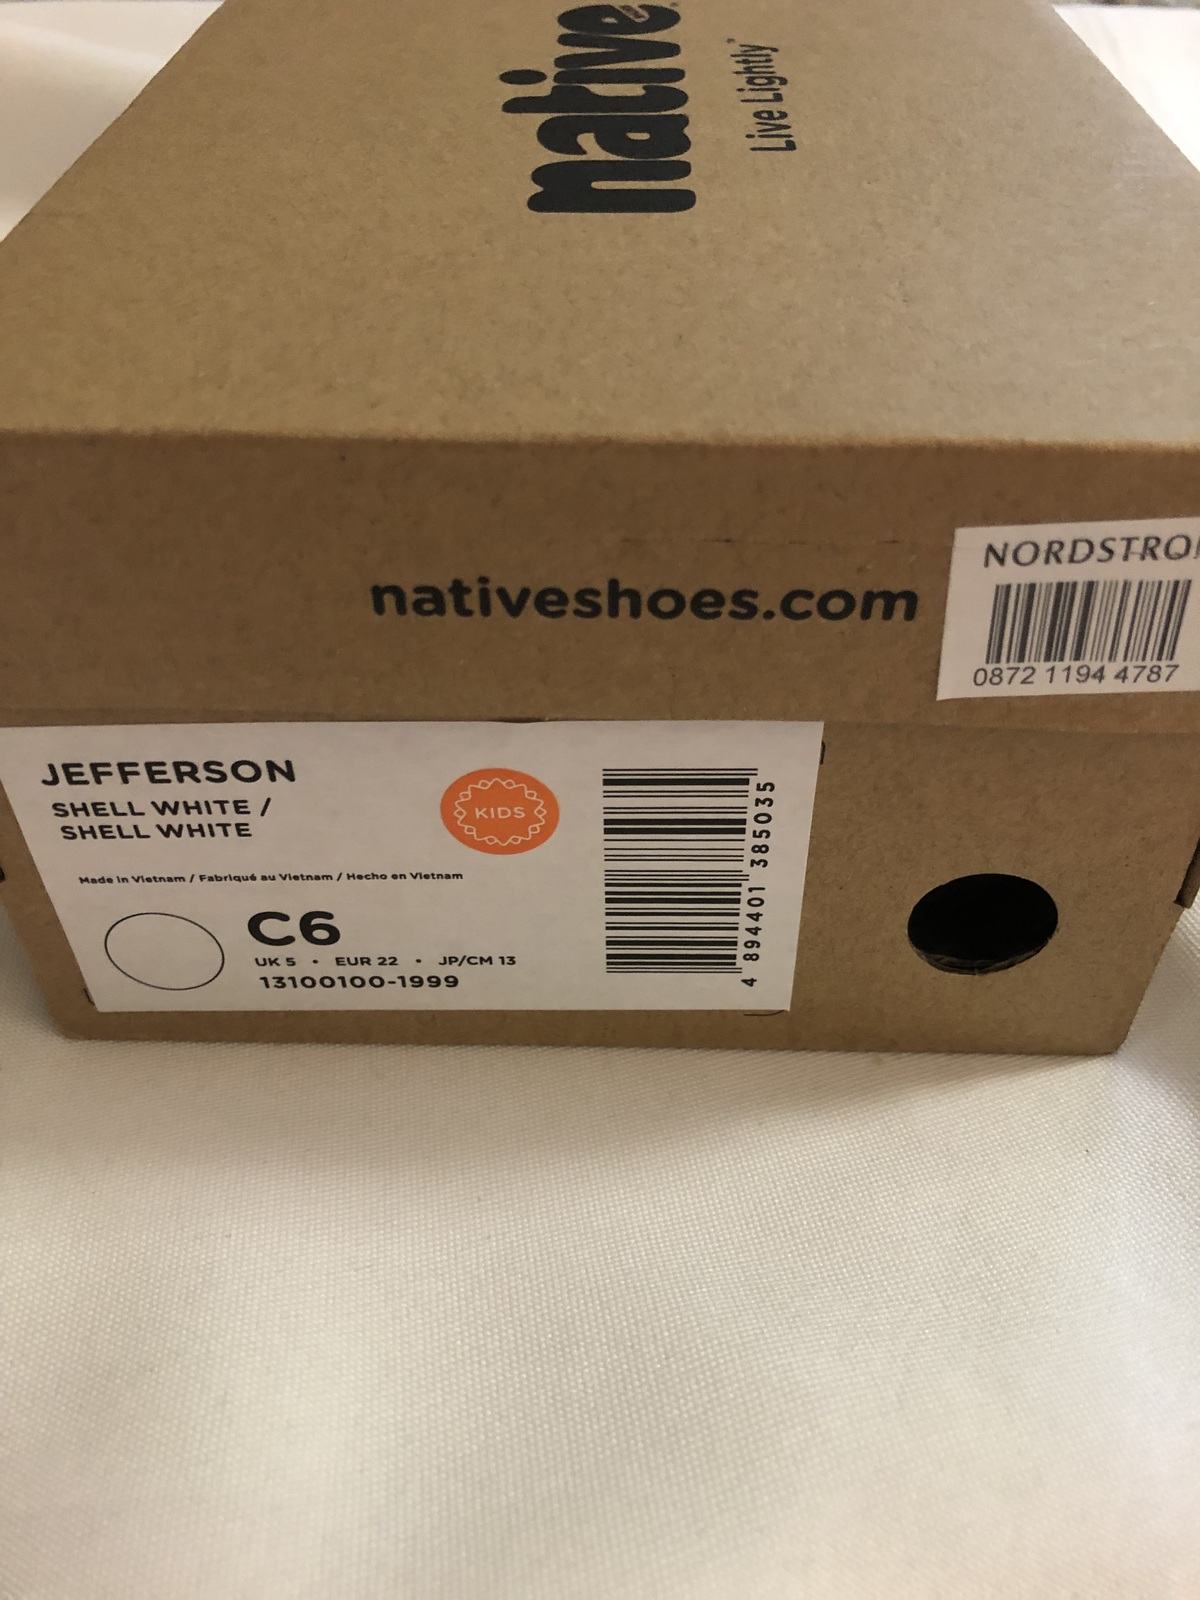 native
Live Lightly*
nativeshoes.com
NORDSTRO
0872 1194 4787
JEFFERSON
SHELL WHITE /
SHELL WHITE
KIDS
Made in Vietnam / Fabriqué au Vietnam / Hecho en Vietnam
C6
UK 5 • EUR 22 • JP/CM 13
13100100-1999
4 894401 385035